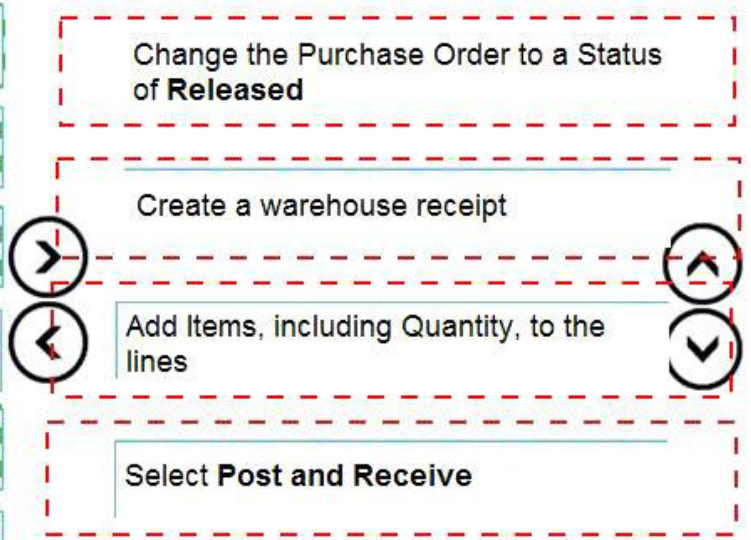 Change the Purchase Order to a Status
of Released
Create a warehouse receipt
Add Items, including Quantity, to the
lines
Select Post and Receive